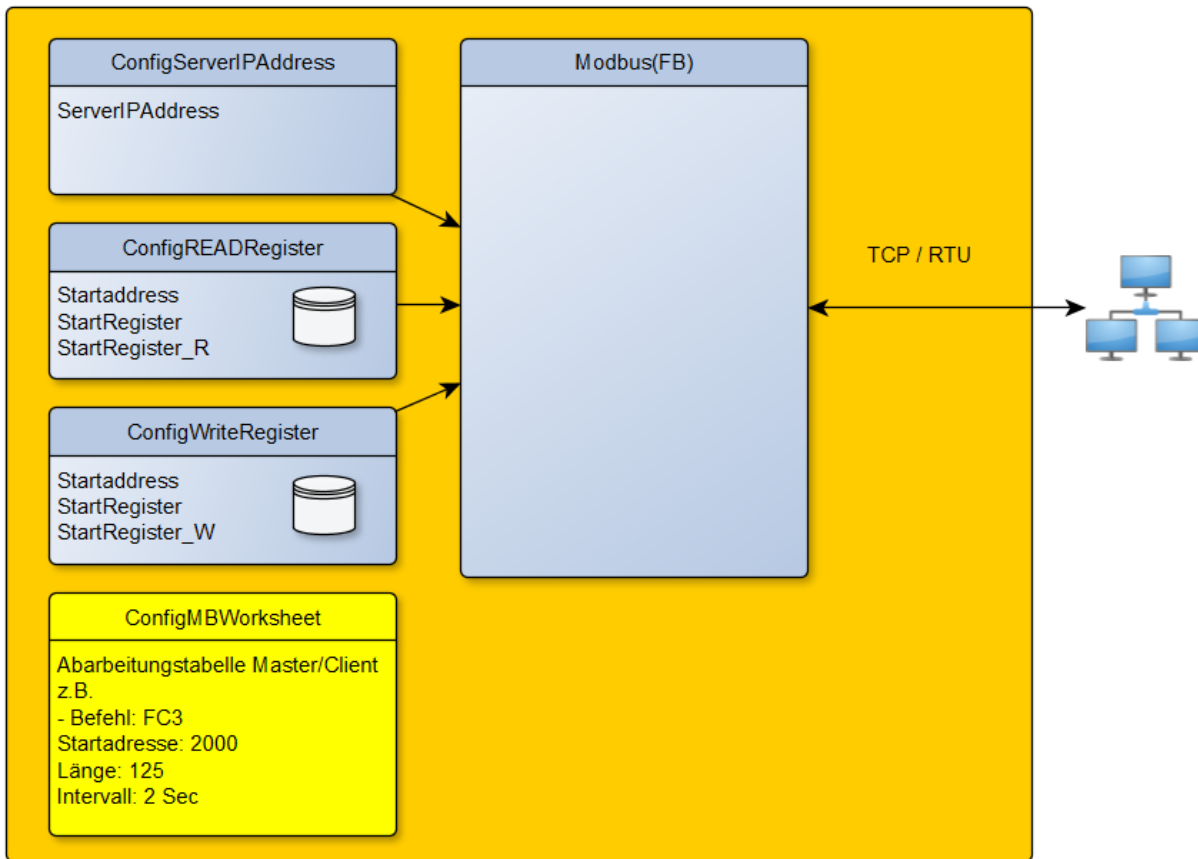 ConfigServerIPAddress
ServerIPAddress
Modbus(FB)
ConfigREADRegister
Startaddress
StartRegister
StartRegister_R
TCP / RTU
ConfigWriteRegister
Startaddress
StartRegister
StartRegister_W
ConfigMBWorksheet
Abarbeitungstabelle Master/Client
z.B.
- Befehl: FC3
Startadresse: 2000
Länge: 125
Intervall: 2 Sec